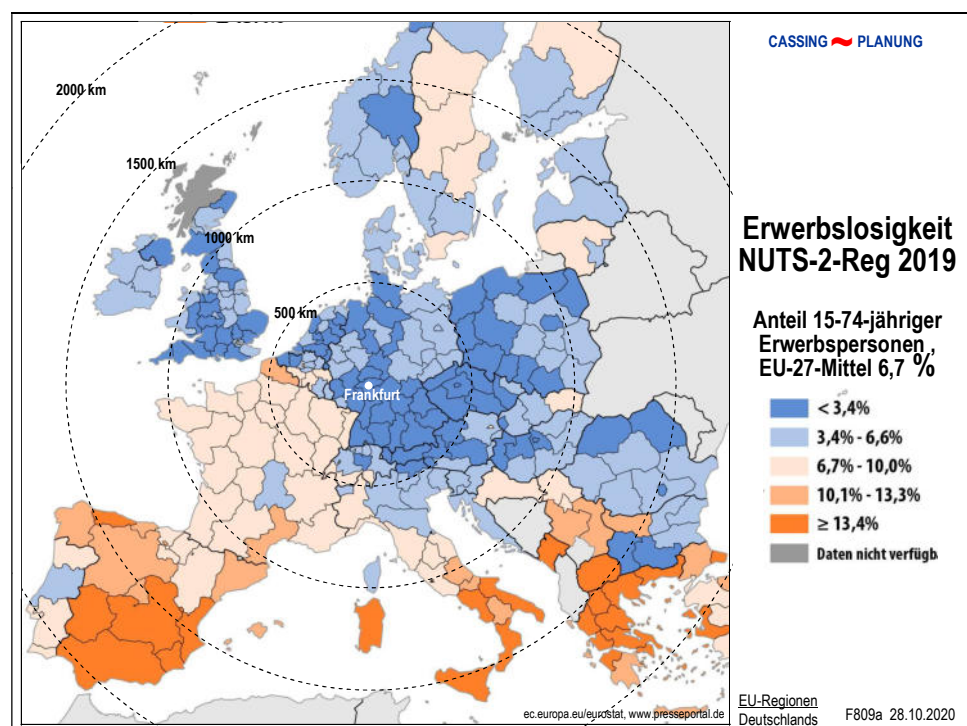 CASSING ~ PLANUNG
2000 km
1500 km
1000 km
500 km
Frankfurt
Erwerbslosigkeit
NUTS-2-Reg 2019
Anteil 15-74-jähriger
Erwerbspersonen ,
EU-27-Mittel 6,7 %
< 3,4%
3,4% - 6,6%
6,7% - 10,0%
10,1% - 13,3%
≥ 13,4%
Daten nicht verfügb
ec.europa.eu/eurostat, www.presseportal.de
EU-Regionen
Deutschlands F809a 28.10.2020